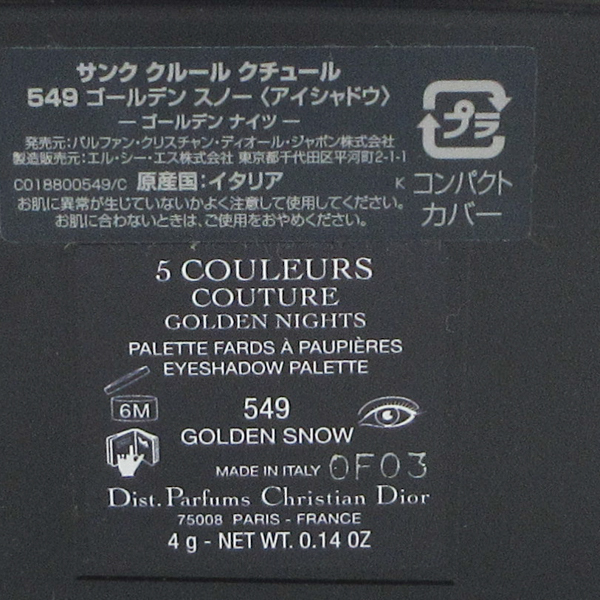 サンク クルール クチュール
549 ゴールデン スノー〈アイシャドウ〉
― ゴールデン ナイツ ―
発売元:パルファン・クリスチャン・ディオール・ジャポン株式会社
製造販売元:エル・シー・エス株式会社 東京都千代田区平河町2-1-1
C018800549/C 原産国:イタリア K
お肌に異常が生じていないかよく注意して使用してください。
お肌に合わないときは、ご使用をおやめください。
プラ
コンパクト
カバー
5 COULEURS
COUTURE
GOLDEN NIGHTS
PALETTE FARDS À PAUPIÈRES
EYESHADOW PALETTE
6M
549
GOLDEN SNOW
MADE IN ITALY 0F03
Dist. Parfums Christian Dior
75008 PARIS - FRANCE
4 g - NET WT. 0.14 OZ